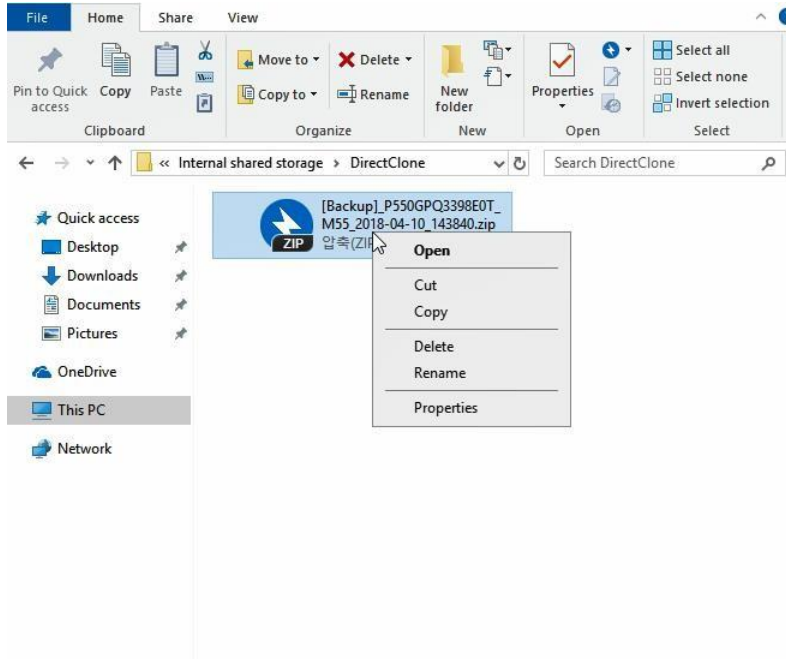 File Home Share View
Pin to Quick access
Copy
Paste
Clipboard
Move to
Copy to
Delete
Rename
Organize
New folder
New
Properties
Open
Select all
Select none
Invert selection
Select
« Internal shared storage › DirectClone
Search DirectClone
Quick access
Desktop
Downloads
Documents
Pictures
OneDrive
This PC
Network
[Backup]_P550GPQ3398E0T_
M55_2018-04-10_143840.zip
압축(ZIP
ZIP
Open
Cut
Copy
Delete
Rename
Properties